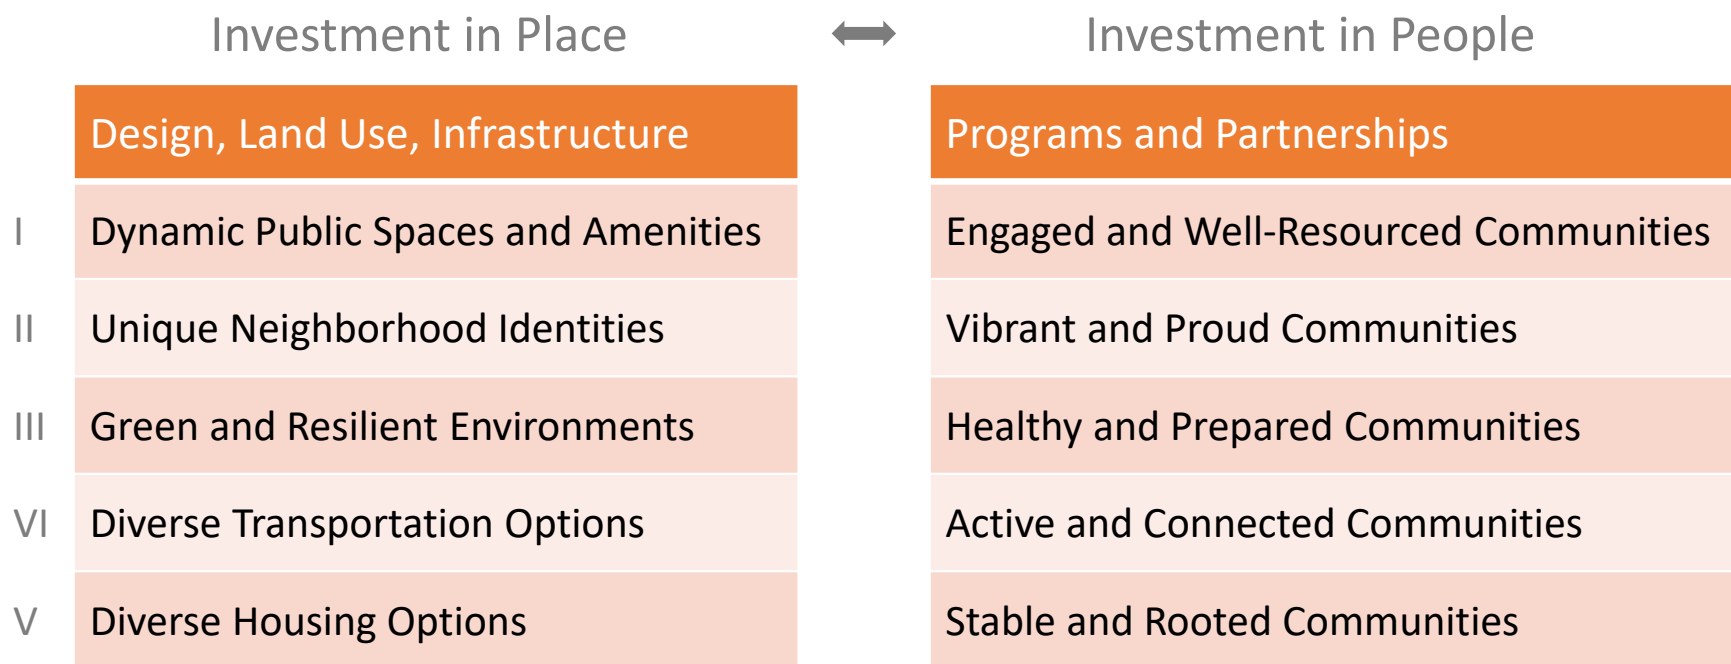 Investment in Place ⟷ Investment in People
Design, Land Use, Infrastructure Programs and Partnerships
I Dynamic Public Spaces and Amenities Engaged and Well-Resourced Communities
II Unique Neighborhood Identities Vibrant and Proud Communities
III Green and Resilient Environments Healthy and Prepared Communities
VI Diverse Transportation Options Active and Connected Communities
V Diverse Housing Options Stable and Rooted Communities